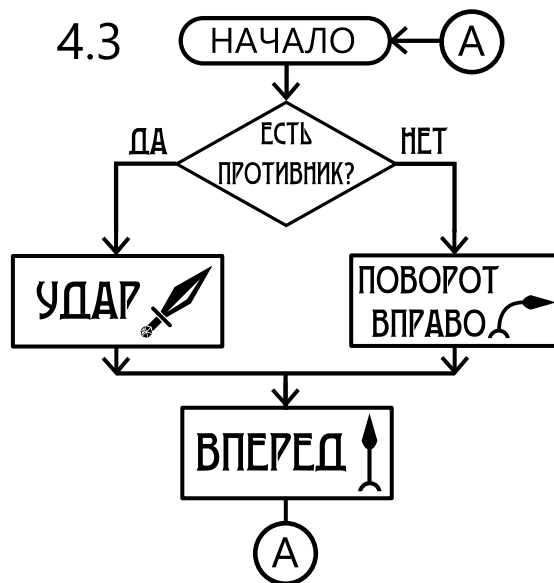 4.3
НАЧАЛО
А
ЕСТЬ
ПРОТИВНИК?
ДА
НЕТ
УДАР
ПОВОРОТ
ВПРАВО
ВПЕРЕД
А